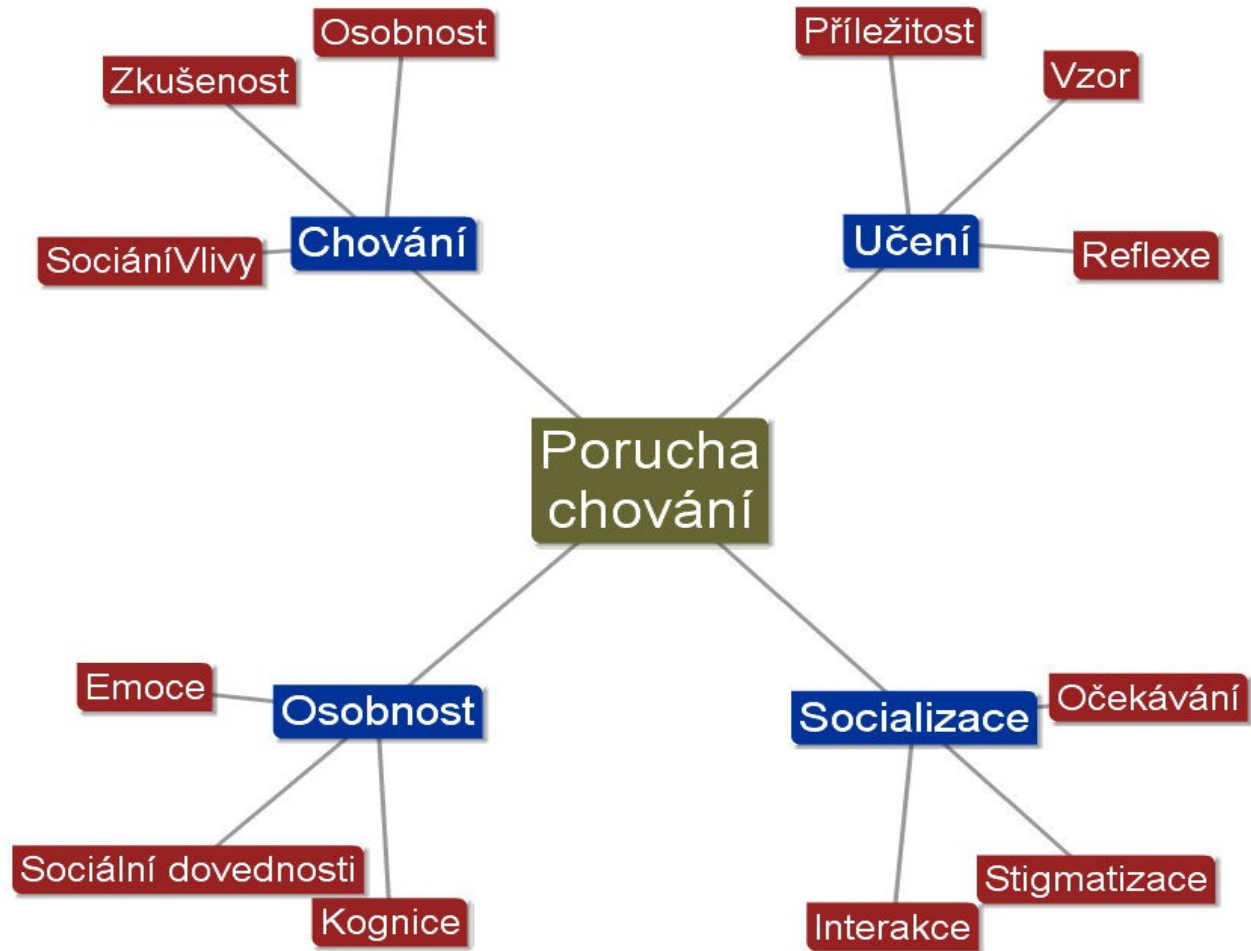 Osobnost
Příležitost
Zkušenost
Vzor
Chování
Učení
SociáníVlivy
Reflexe
Porucha
chování
Emoce
Osobnost
Socializace
Očekávání
Sociální dovednosti
Stigmatizace
Kognice
Interakce